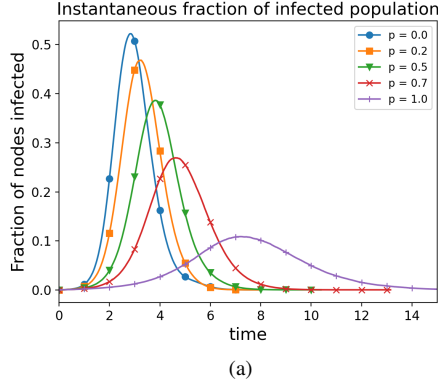 Instantaneous fraction of infected population
Fraction of nodes infected
0.5
0.4
0.3
0.2
0.1
0.0
p = 0.0
p = 0.2
p = 0.5
p = 0.7
p = 1.0
0 2 4 6 8 10 12 14
time
(a)